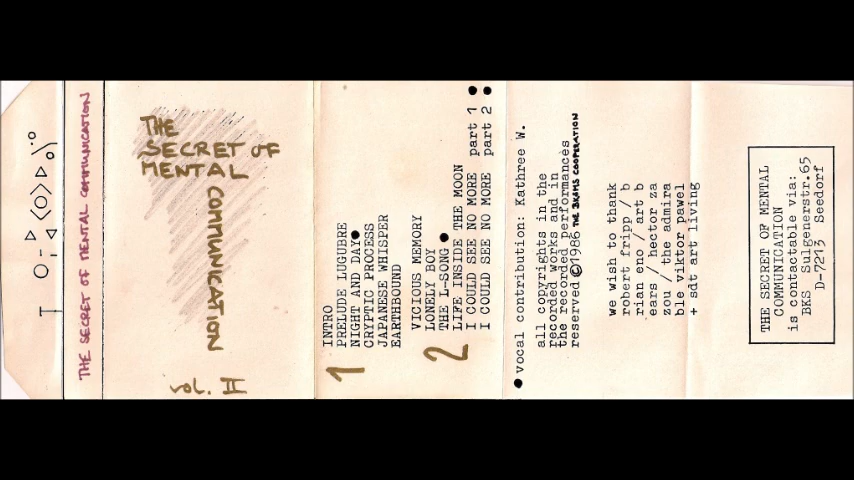 THE SECRET OF MENTAL COMMUNICATION
THE
SECRET OF
MENTAL
COMMUNICATION
vol. II
1
INTRO
PRELUDE LUGUBRE
NIGHT AND DAY●
CRYPTIC PROCESS
JAPANESE WHISPER
EARTHBOUND
2
VICIOUS MEMORY
LONELY BOY
THE L-SONG ●
LIFE INSIDE THE MOON
I COULD SEE NO MORE part 1 ●
I COULD SEE NO MORE part 2 ●
● vocal contribution: Kathree W.
all copyrights in the
recorded works and in
the recorded performances
reserved ©1986 THE BRAMS COOPERATION
we wish to thank
robert fripp / b
rian eno / art b
ears / hector za
zou / the admira
ble viktor pawel
+ sdt art living
THE SECRET OF MENTAL
COMMUNICATION
is contactable via:
BKS Sulgenerstr.65
D-7213 Seedorf